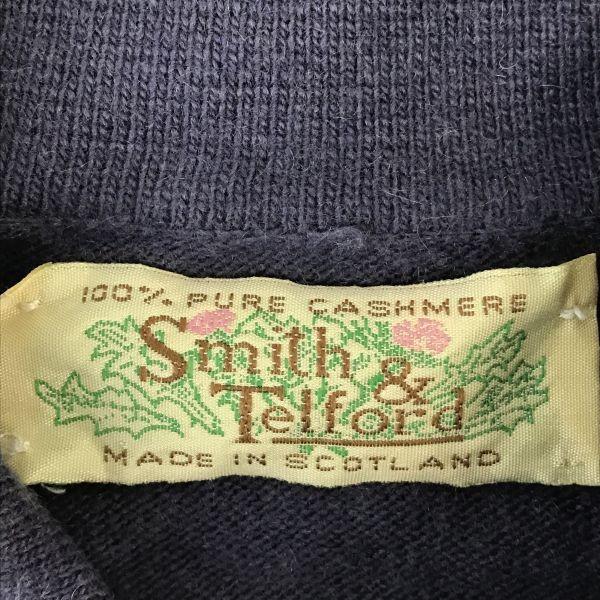 100% PURE CASHMERE
Smith &
Telford
MADE IN SCOTLAND